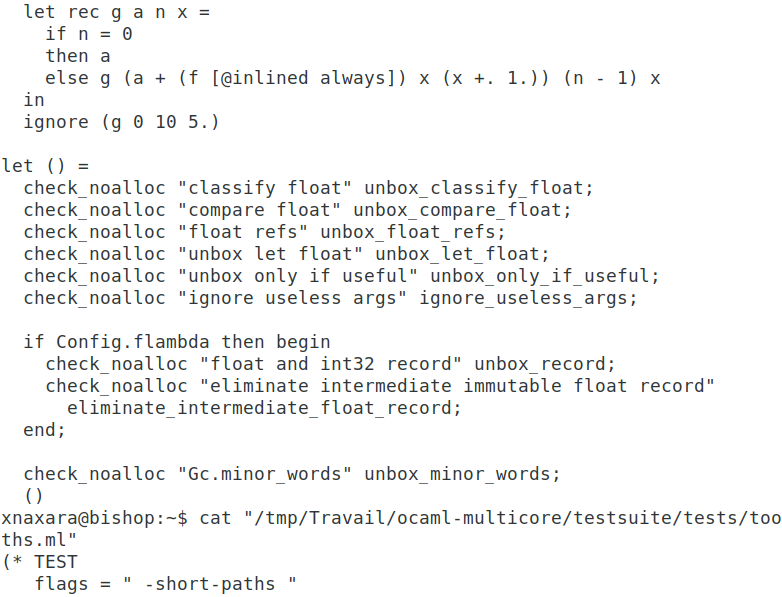 let rec g a n x =
    if n = 0
    then a
    else g (a + (f [@inlined always]) x (x +. 1.)) (n - 1) x
  in
  ignore (g 0 10 5.)

let () =
  check_noalloc "classify float" unbox_classify_float;
  check_noalloc "compare float" unbox_compare_float;
  check_noalloc "float refs" unbox_float_refs;
  check_noalloc "unbox let float" unbox_let_float;
  check_noalloc "unbox only if useful" unbox_only_if_useful;
  check_noalloc "ignore useless args" ignore_useless_args;

  if Config.flambda then begin
    check_noalloc "float and int32 record" unbox_record;
    check_noalloc "eliminate intermediate immutable float record"
      eliminate_intermediate_float_record;
  end;

  check_noalloc "Gc.minor_words" unbox_minor_words;
  ()
xnaxara@bishop:~$ cat "/tmp/Travail/ocaml-multicore/testsuite/tests/too
ths.ml"
(* TEST
   flags = " -short-paths "